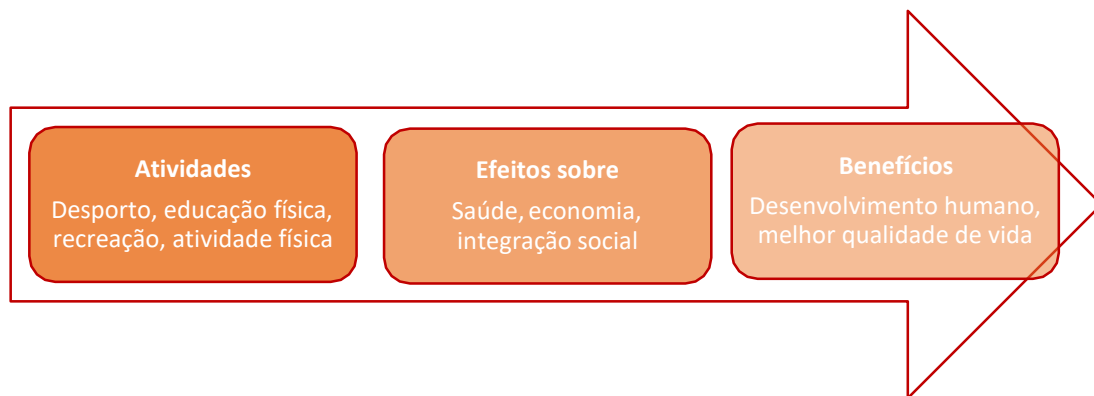 Atividades
Desporto, educação física,
recreação, atividade física
Efeitos sobre
Saúde, economia,
integração social
Benefícios
Desenvolvimento humano,
melhor qualidade de vida